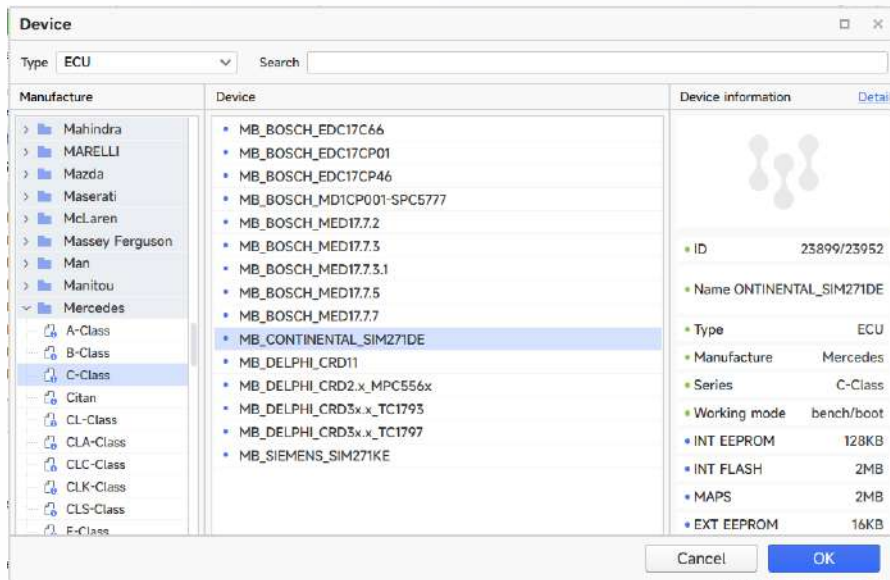 Device
Type ECU Search
Manufacture
Mahindra
MARELLI
Mazda
Maserati
McLaren
Massey Ferguson
Man
Manitou
Mercedes
A-Class
B-Class
C-Class
Citan
CL-Class
CLA-Class
CLC-Class
CLK-Class
CLS-Class
E-Class
Device
MB_BOSCH_EDC17C66
MB_BOSCH_EDC17CP01
MB_BOSCH_EDC17CP46
MB_BOSCH_MD1CP001-SPC5777
MB_BOSCH_MED17.7.2
MB_BOSCH_MED17.7.3
MB_BOSCH_MED17.7.3.1
MB_BOSCH_MED17.7.5
MB_BOSCH_MED17.7.7
MB_CONTINENTAL_SIM271DE
MB_DELPHI_CRD11
MB_DELPHI_CRD2.x_MPC556x
MB_DELPHI_CRD3x.x_TC1793
MB_DELPHI_CRD3x.x_TC1797
MB_SIEMENS_SIM271KE
Device information Detai
ID 23899/23952
Name ONTINENTAL_SIM271DE
Type ECU
Manufacture Mercedes
Series C-Class
Working mode bench/boot
INT EEPROM 128KB
INT FLASH 2MB
MAPS 2MB
EXT EEPROM 16KB
Cancel OK